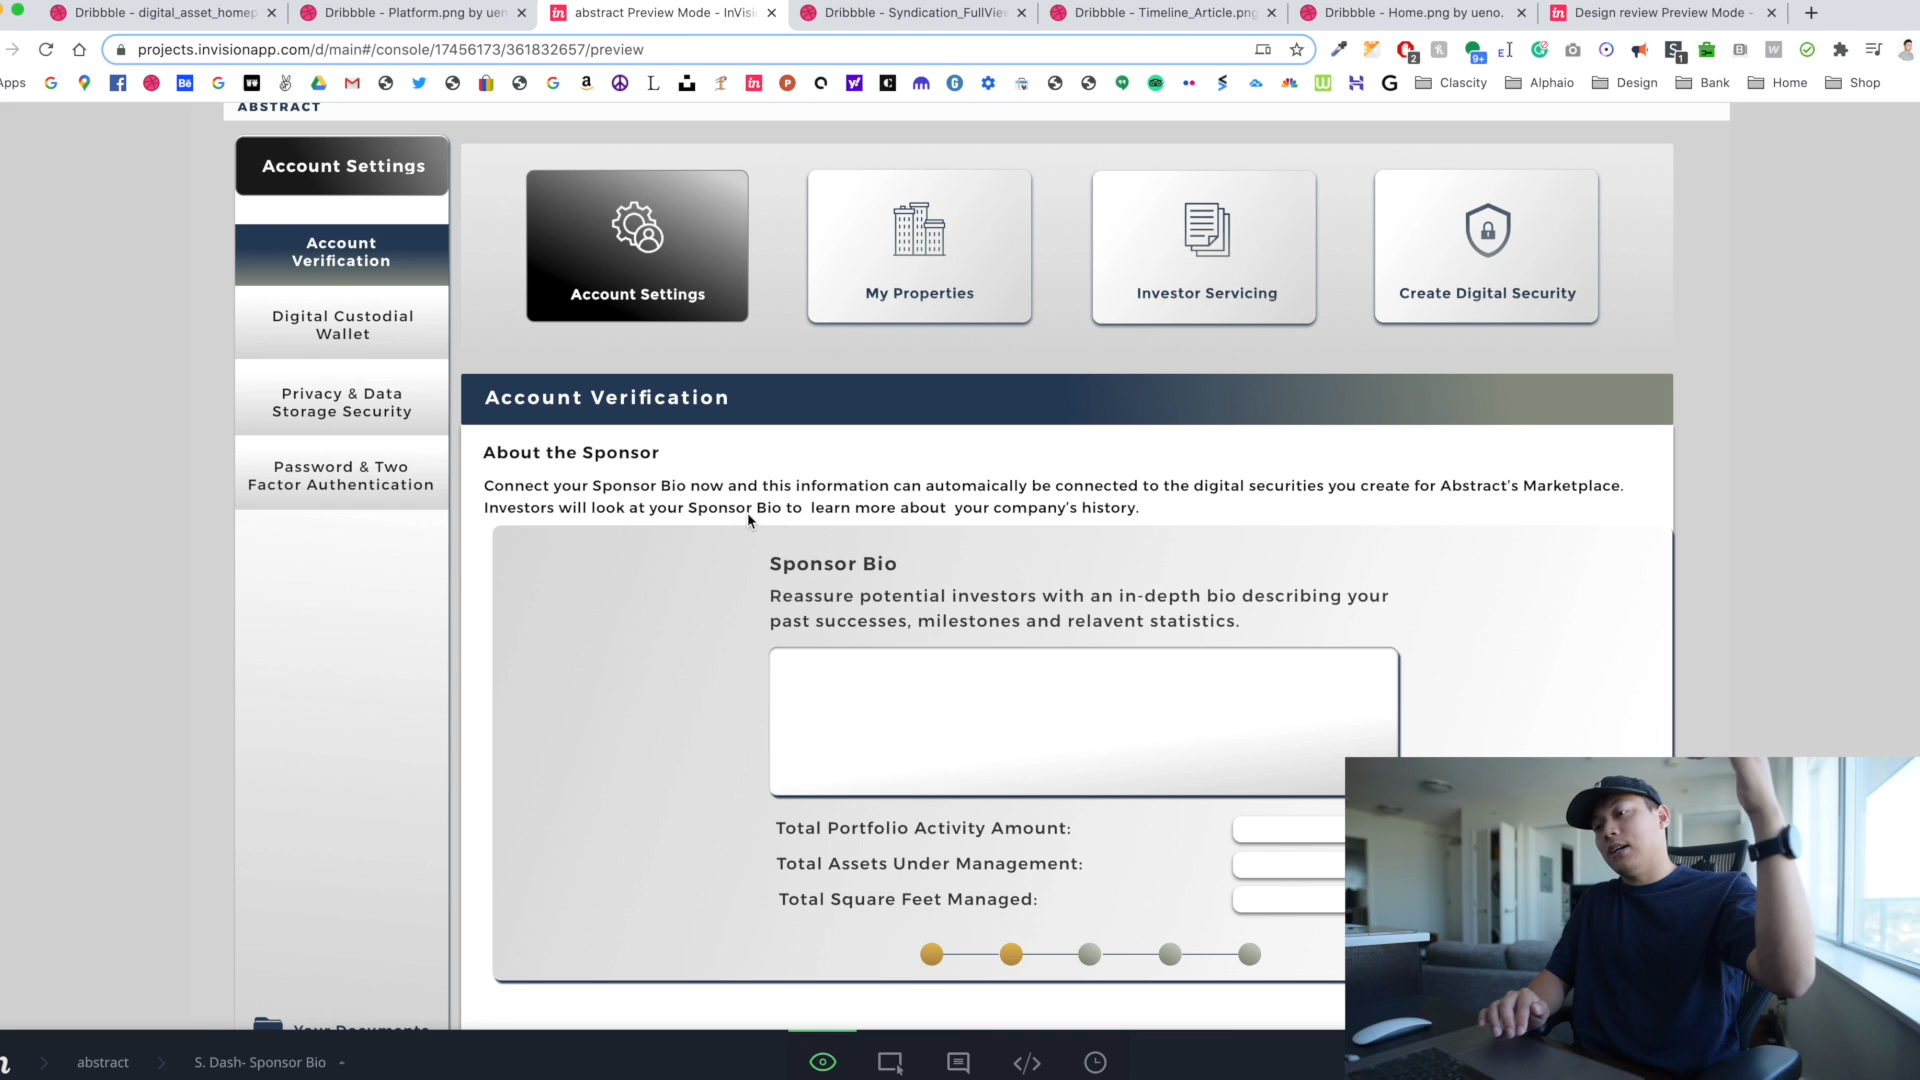 Dribbble - digital_asset_homep
Dribbble - Platform.png by uen
abstract Preview Mode - InVisi
Dribbble - Syndication_FullView
Dribbble - Timeline_Article.png
Dribbble - Home.png by ueno.
Design review Preview Mode -
projects.invisionapp.com/d/main#/console/17456173/361832657/preview
2
9+
1
Apps
Clascity
Alphaio
Design
Bank
Home
Shop
ABSTRACT
Account Settings
Account
Verification
Digital Custodial
Wallet
Privacy & Data
Storage Security
Password & Two
Factor Authentication
Your Documents
Account Settings
My Properties
Investor Servicing
Create Digital Security
Account Verification
About the Sponsor
Connect your Sponsor Bio now and this information can automaically be connected to the digital securities you create for Abstract's Marketplace.
Investors will look at your Sponsor Bio to learn more about your company's history.
Sponsor Bio
Reassure potential investors with an in-depth bio describing your
past successes, milestones and relavent statistics.
Total Portfolio Activity Amount:
Total Assets Under Management:
Total Square Feet Managed:
abstract
S. Dash- Sponsor Bio